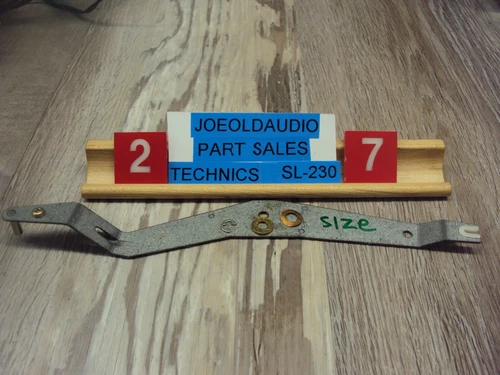 JOEOLDAUDIO
2 PART SALES 7
TECHNICS SL-230
size